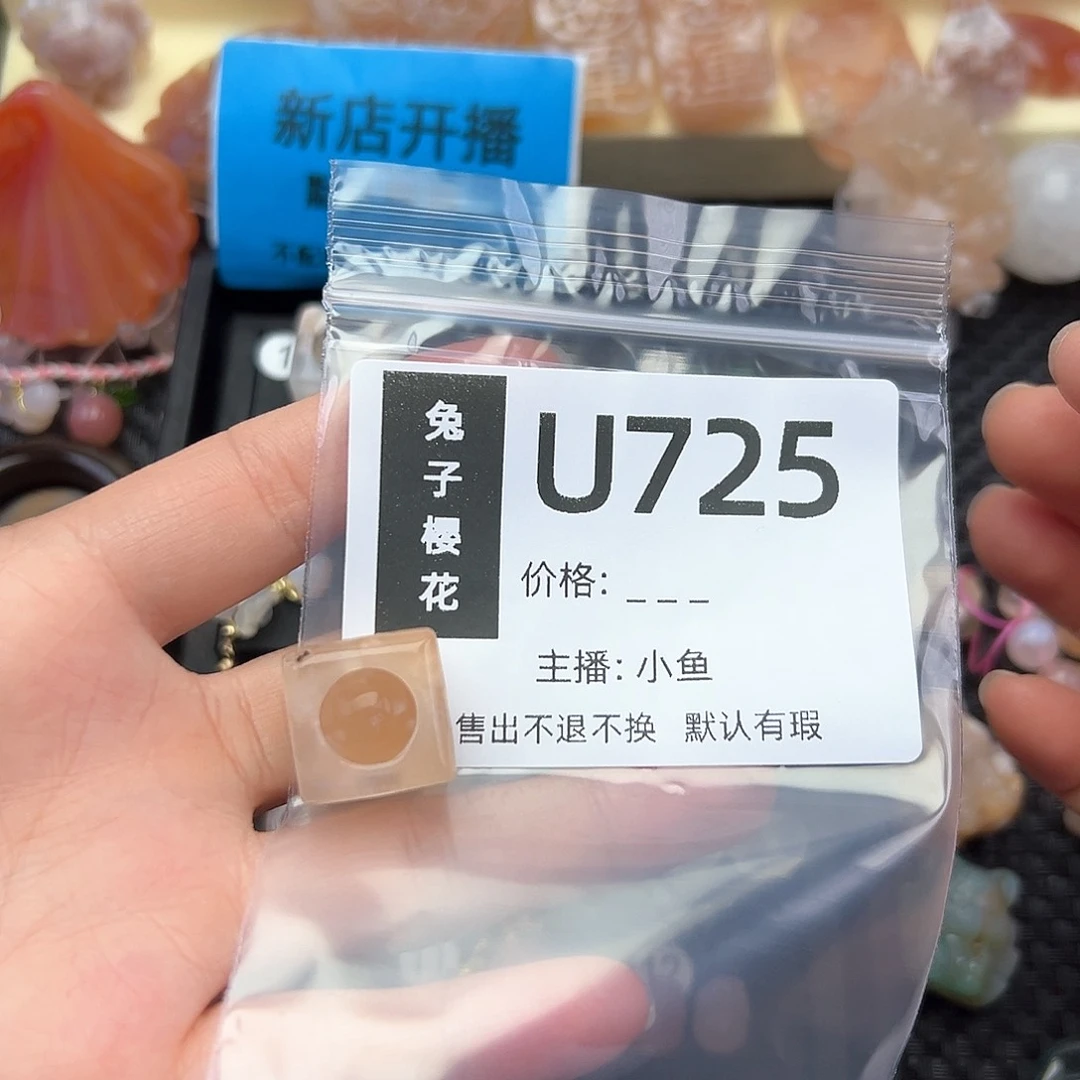 新店开播
兔子樱花
U725
价格: _ _ _
主播: 小鱼
售出不退不换 默认有瑕
1